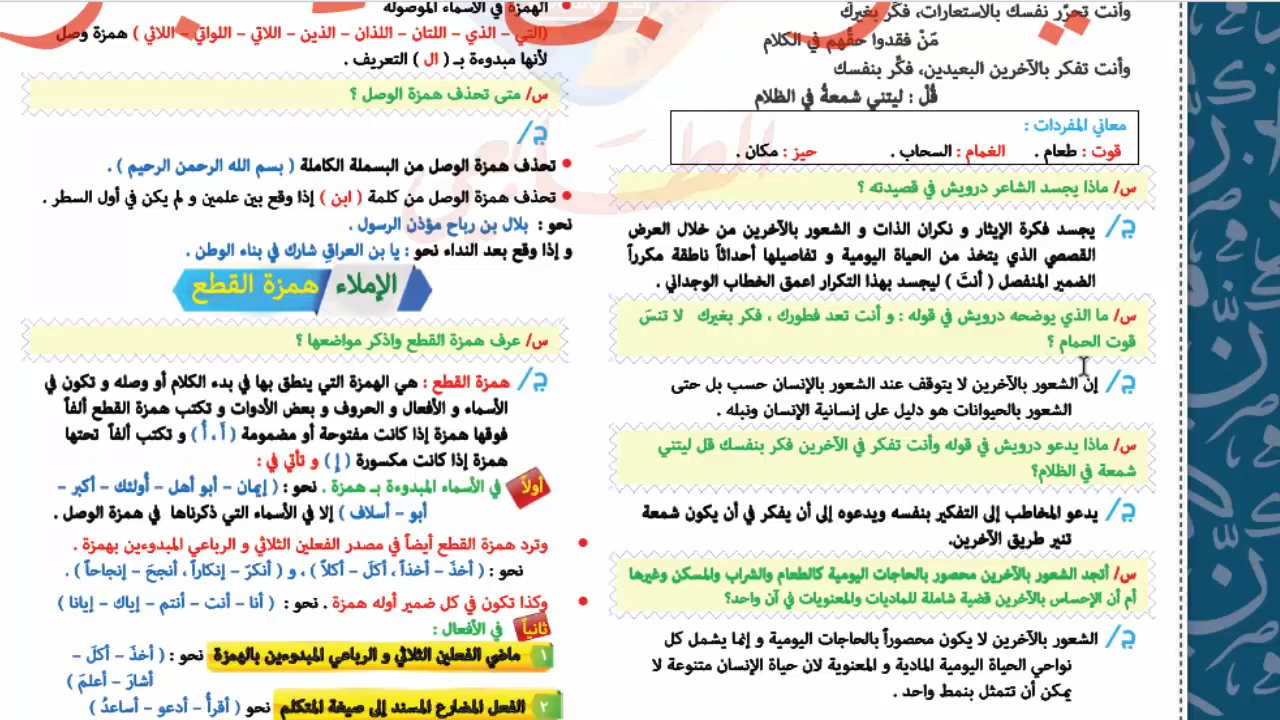 وأنت تحرّر نفسك بالاستعارات، فكّر بغيركَ
مَنْ فقدوا حقّهم في الكلام
وأنت تفكر بالآخرين البعيدين، فكّر بنفسك
قُلْ : ليتني شمعةُ في الظلام
معاني المفردات :
قوت : طعام . الغمام : السحاب . حيز : مكان .
س/ ماذا يجسد الشاعر درويش في قصيدته ؟
ج/ يجسد فكرة الإيثار و نكران الذات و الشعور بالآخرين من خلال العرض
القصصي الذي يتخذ من الحياة اليومية و تفاصيلها أحداثاً ناطقة مكرراً
الضمير المنفصل ( أنتَ ) ليجسد بهذا التكرار اعمق الخطاب الوجداني .
س/ ما الذي يوضحه درويش في قوله : و أنت تعد فطورك ، فكر بغيرك لا تنسَ
قوت الحمام ؟
ج/ إن الشعور بالآخرين لا يتوقف عند الشعور بالإنسان حسب بل حتى
الشعور بالحيوانات هو دليل على إنسانية الإنسان ونبله .
س/ ماذا يدعو درويش في قوله وأنت تفكر في الآخرين فكر بنفسك قل ليتني
شمعة في الظلام؟
ج/ يدعو المخاطب إلى التفكير بنفسه ويدعوه إلى أن يفكر في أن يكون شمعة
تنير طريق الآخرين.
س/ أتجد الشعور بالآخرين محصور بالحاجات اليومية كالطعام والشراب والمسكن وغيرها
أم أن الإحساس بالآخرين قضية شاملة للماديات والمعنويات في آن واحد؟
ج/ الشعور بالآخرين لا يكون محصوراً بالحاجات اليومية و إنما يشمل كل
نواحي الحياة اليومية المادية و المعنوية لان حياة الإنسان متنوعة لا
يمكن أن تتمثل بنمط واحد .
الهمزة في الاسماء الموصولة
(التي – الذي – اللتان – اللذان – الذين – اللاتي – اللواتي – اللائي ) همزة وصل
لأنها مبدوءة بـ ( ال ) التعريف .
س/ متى تحذف همزة الوصل ؟
ج/
• تحذف همزة الوصل من البسملة الكاملة ( بسم الله الرحمن الرحيم ) .
• تحذف همزة الوصل من كلمة ( ابن ) إذا وقع بين علمين و لم يكن في أول السطر .
نحو : بلال بن رباح مؤذن الرسول .
و إذا وقع بعد النداء نحو : يا بن العراقِ شارك في بناء الوطن .
الإملاء همزة القطع
س/ عرف همزة القطع واذكر مواضعها ؟
ج/ همزة القطع : هي الهمزة التي ينطق بها في بدء الكلام أو وصله و تكون في
الأسماء و الأفعال و الحروف و بعض الأدوات و تكتب همزة القطع ألفاً
فوقها همزة إذا كانت مفتوحة أو مضمومة ( أَ ، أُ ) و تكتب ألفاً تحتها
همزة إذا كانت مكسورة ( إِ ) و تأتي في :
أولاً في الأسماء المبدوءة بـ همزة . نحو : ( إيمان – أبو أهل – أولئك – أكبر –
أبو – أسلاف ) إلا في الأسماء التي ذكرناها في همزة الوصل .
• وترد همزة القطع أيضاً في مصدر الفعلين الثلاثي و الرباعي المبدوءين بهمزة .
نحو : ( أخذَ – أخذاً ، أكلَ – أكلاً ) ، و ( أنكرَ – إنكاراً ، أنجحَ – إنجاحاً ) .
• وكذا تكون في كل ضمير أوله همزة . نحو : ( أنا – أنت – أنتم – إياك – إيانا )
ثانياً في الأفعال :
١ ماضي الفعلين الثلاثي و الرباعي المبدوءين بالهمزة نحو : ( أخذَ – أكلَ –
أشارَ – أعلمَ )
٢ الفعل المضارع المسند إلى صيغة المتكلم نحو ( أقرأُ – أدعو – أساعدُ )